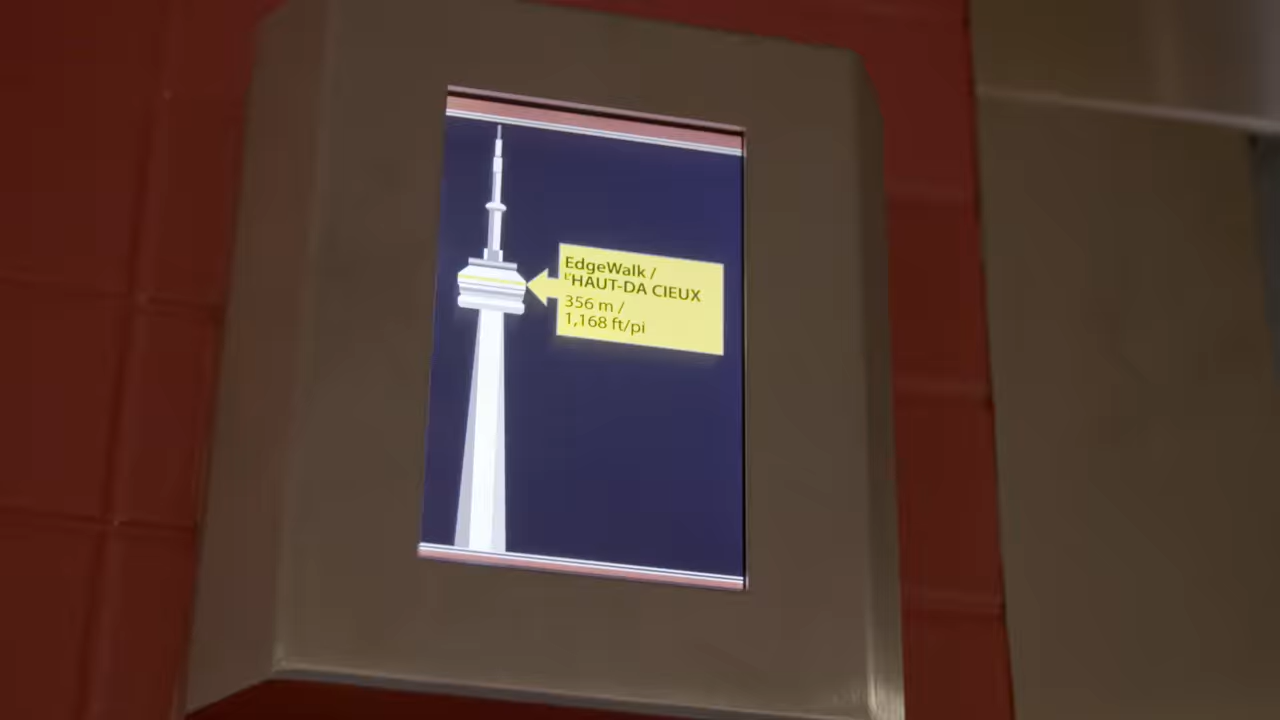 EdgeWalk /
L'HAUT-DA CIEUX
356 m /
1,168 ft/pi